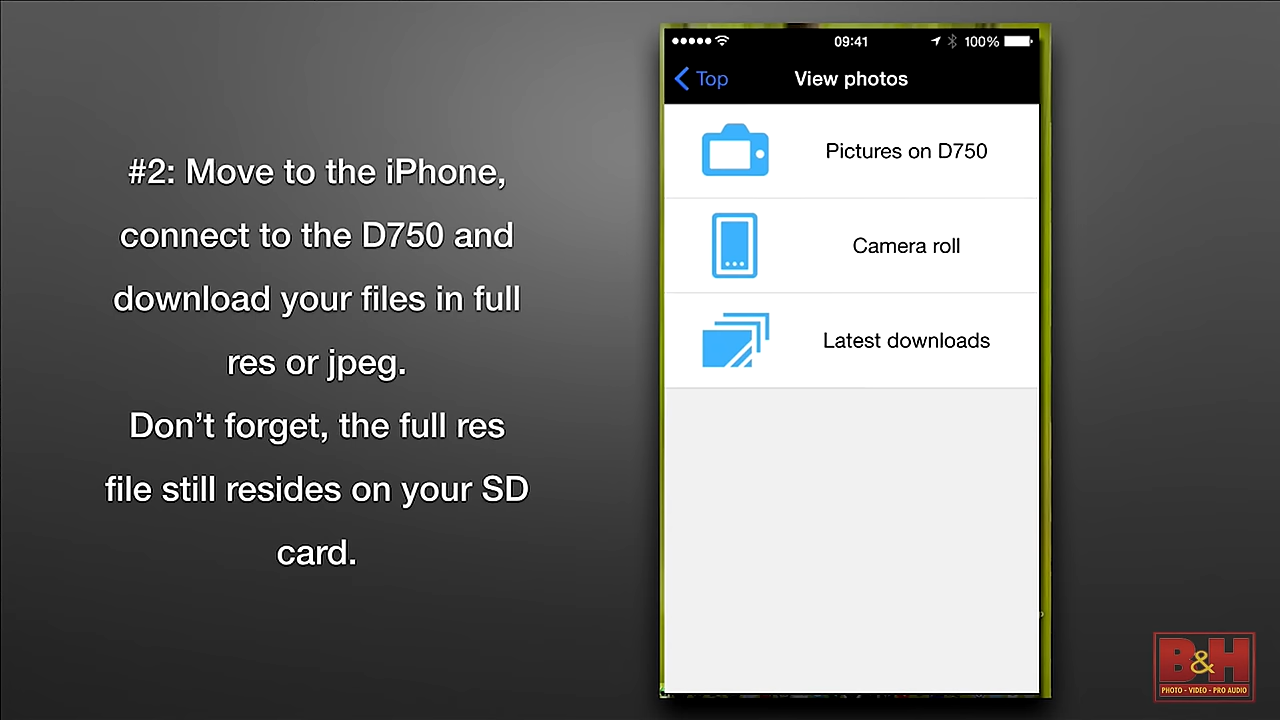 #2: Move to the iPhone,
connect to the D750 and
download your files in full
res or jpeg.
Don’t forget, the full res
file still resides on your SD
card.
09:41
100%
Top
View photos
Pictures on D750
Camera roll
Latest downloads
B&H
PHOTO - VIDEO - PRO AUDIO